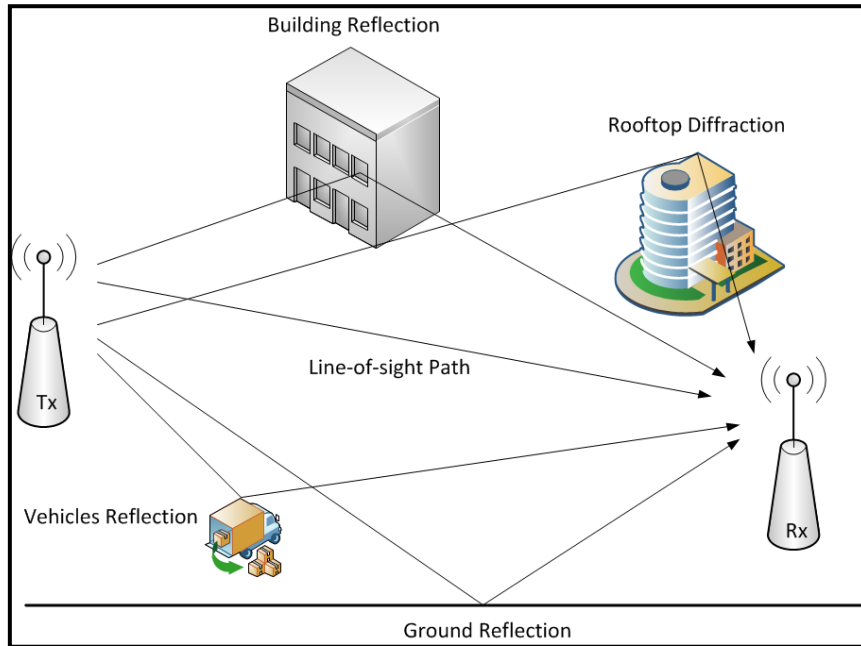 Building Reflection
Rooftop Diffraction
Line-of-sight Path
Tx
Vehicles Reflection
Rx
Ground Reflection